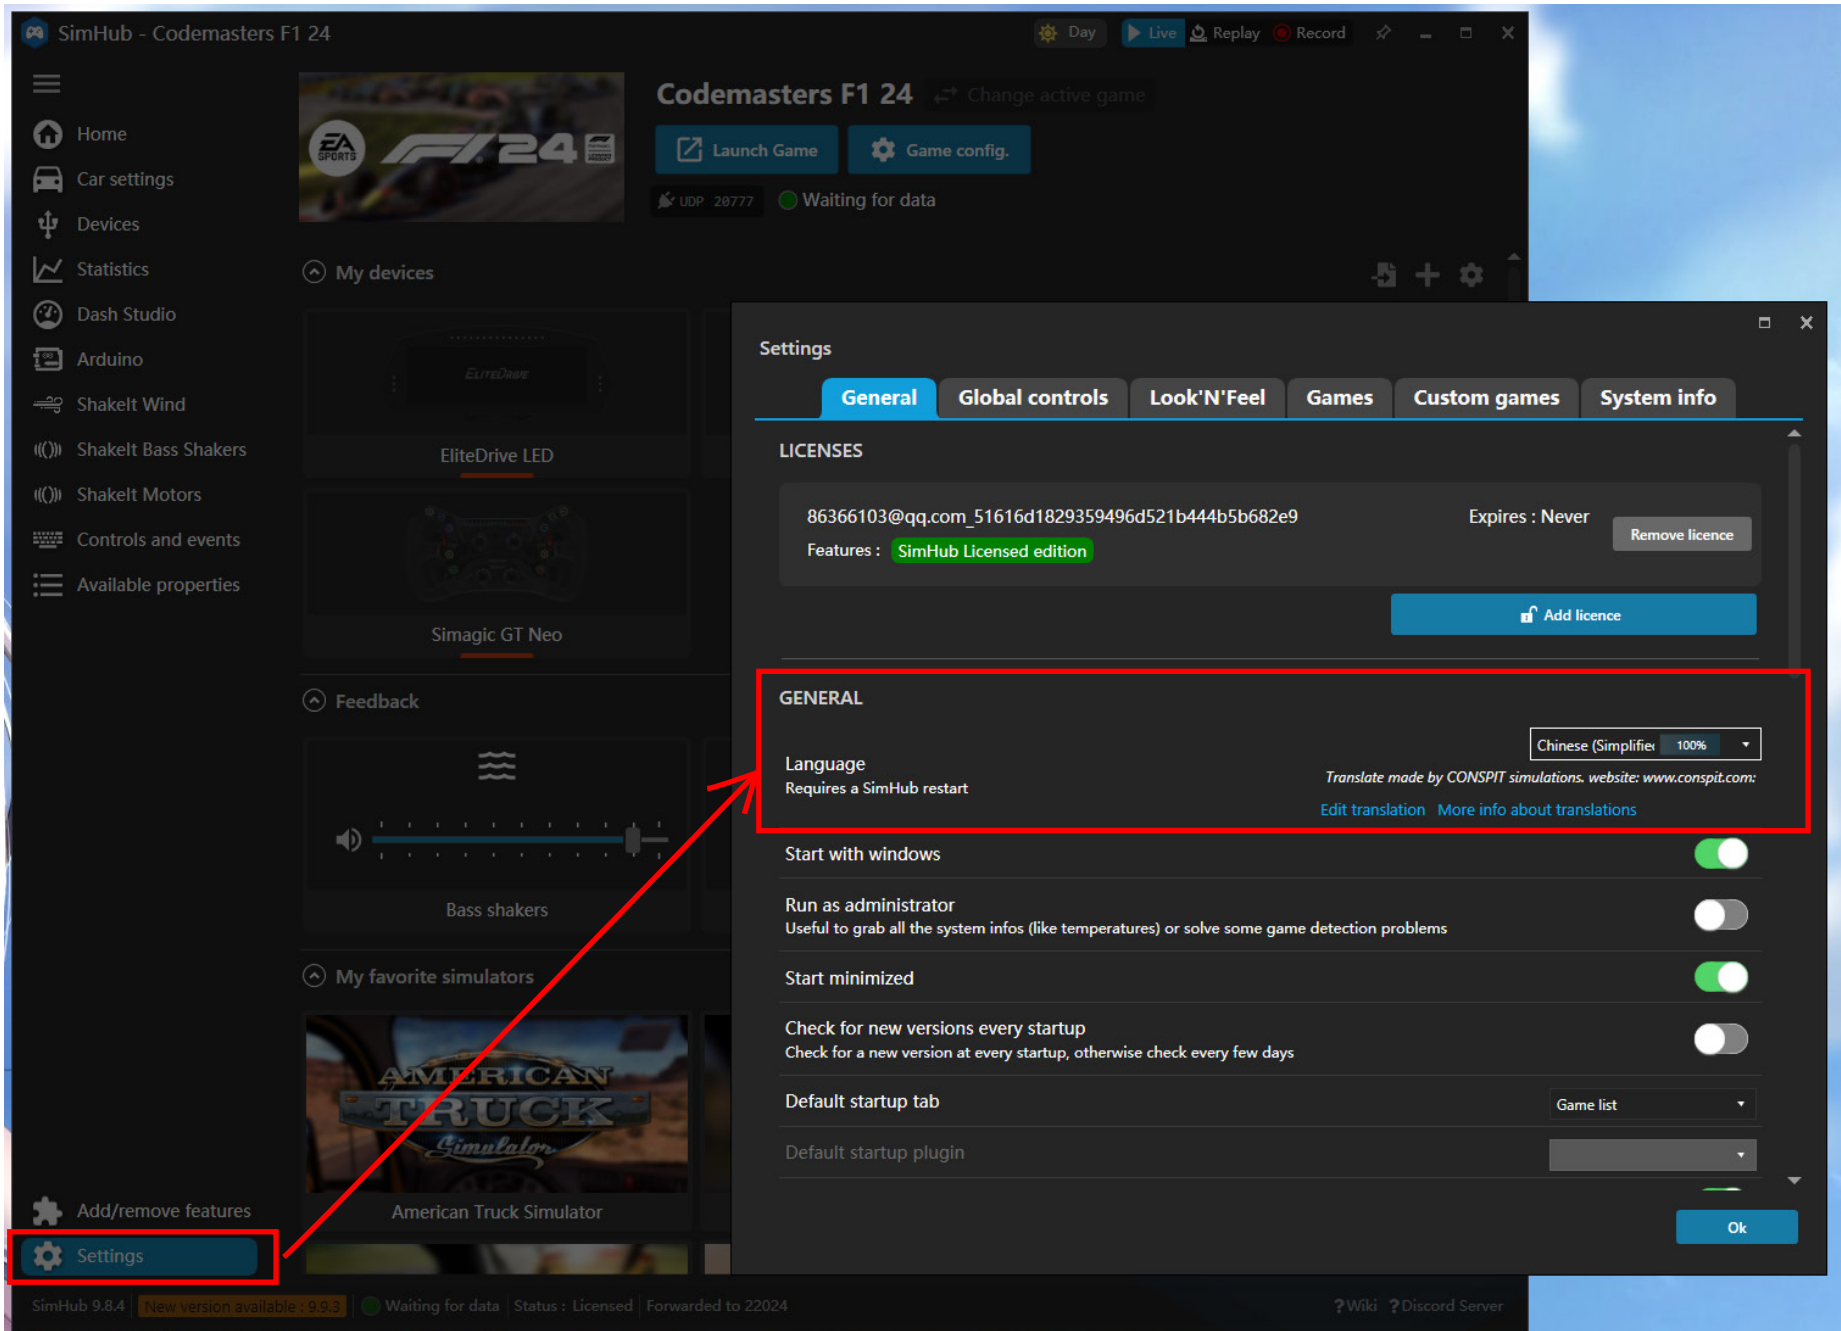 SimHub - Codemasters F1 24
Day
Live
Replay
Record
Home
Car settings
Devices
Statistics
Dash Studio
Arduino
ShakeIt Wind
ShakeIt Bass Shakers
ShakeIt Motors
Controls and events
Available properties
Add/remove features
Settings
EA SPORTS
F1 24
Codemasters F1 24
Change active game
Launch Game
Game config.
UDP 20777
Waiting for data
My devices
ELITEDRIVE
EliteDrive LED
Simagic GT Neo
Feedback
Bass shakers
My favorite simulators
AMERICAN
TRUCK
Simulator
American Truck Simulator
Settings
General
Global controls
Look'N'Feel
Games
Custom games
System info
LICENSES
86366103@qq.com_51616d1829359496d521b444b5b682e9
Expires : Never
Remove licence
Features : SimHub Licensed edition
Add licence
GENERAL
Chinese (Simplified 100%
Language
Requires a SimHub restart
Translate made by CONSPIT simulations. website: www.conspit.com:
Edit translation More info about translations
Start with windows
Run as administrator
Useful to grab all the system infos (like temperatures) or solve some game detection problems
Start minimized
Check for new versions every startup
Check for a new version at every startup, otherwise check every few days
Default startup tab
Game list
Default startup plugin
Ok
SimHub 9.8.4
New version available : 9.9.3
Waiting for data
Status : Licensed
Forwarded to 22024
?Wiki ?Discord Server